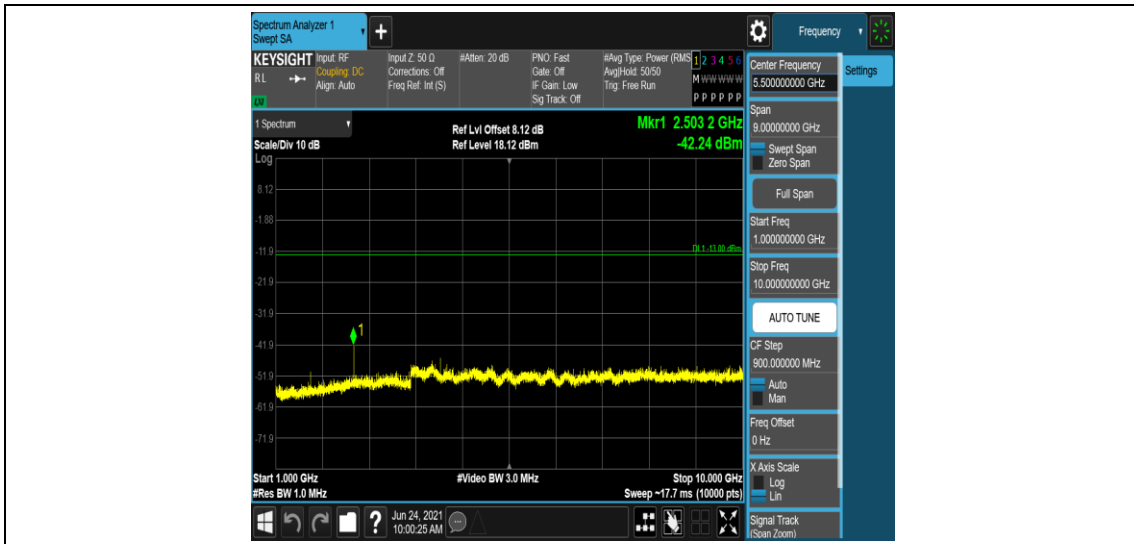 Spectrum Analyzer 1
Swept SA
+
Frequency
KEYSIGHT
RL
LXI
Input: RF
Coupling: DC
Align: Auto
Input Z: 50 Ω
Corrections: Off
Freq Ref: Int (S)
#Atten: 20 dB
PNO: Fast
Gate: Off
IF Gain: Low
Sig Track: Off
#Avg Type: Power (RMS
Avg|Hold: 50/50
Trig: Free Run
1 2 3 4 5 6
M W W W W W
P P P P P P
1 Spectrum
Scale/Div 10 dB
Log
Ref Lvl Offset 8.12 dB
Ref Level 18.12 dBm
Mkr1 2.503 2 GHz
-42.24 dBm
8.12
-1.88
-11.9
-21.9
-31.9
-41.9
-51.9
-61.9
-71.9
DL1 -13.00 dBm
1
Start 1.000 GHz
#Res BW 1.0 MHz
#Video BW 3.0 MHz
Stop 10.000 GHz
Sweep ~17.7 ms (10000 pts)
Center Frequency
5.500000000 GHz
Settings
Span
9.00000000 GHz
Swept Span
Zero Span
Full Span
Start Freq
1.000000000 GHz
Stop Freq
10.000000000 GHz
AUTO TUNE
CF Step
900.000000 MHz
Auto
Man
Freq Offset
0 Hz
X Axis Scale
Log
Lin
Signal Track
(Span Zoom)
?
Jun 24, 2021
10:00:25 AM